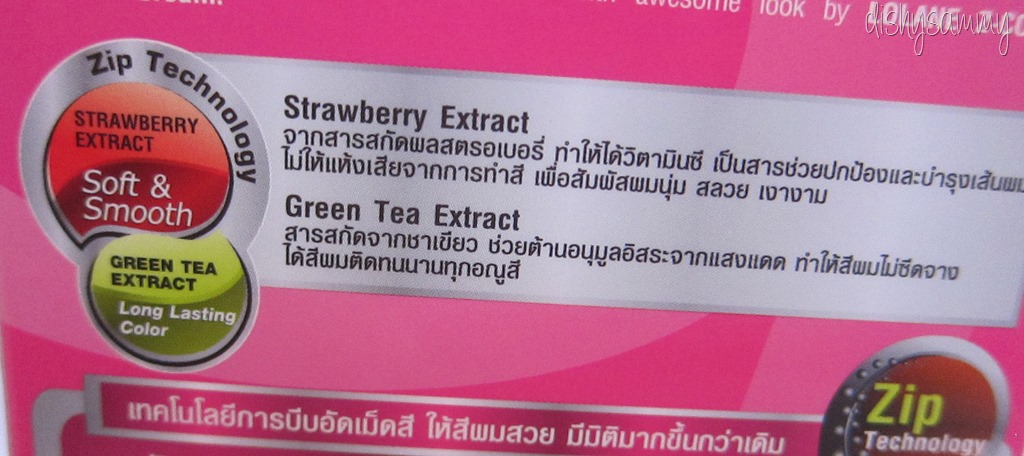 awesome look by LOLANE Z-CO
dishysammy
Zip Technology
STRAWBERRY
EXTRACT
Soft &
Smooth
GREEN TEA
EXTRACT
Long Lasting
Color
Strawberry Extract
จากสารสกัดผลสตรอเบอรี่ ทำให้ได้วิตามินซี เป็นสารช่วยปกป้องและบำรุงเส้นผม
ไม่ให้แห้งเสียจากการทำสี เพื่อสัมผัสผมนุ่ม สลวย เงางาม
Green Tea Extract
สารสกัดจากชาเขียว ช่วยต้านอนุมูลอิสระจากแสงแดด ทำให้สีผมไม่ซีดจาง
ได้สีผมติดทนนานทุกอณูสี
เทคโนโลยีการบีบอัดเม็ดสี ให้สีผมสวย มีมิติมากขึ้นกว่าเดิม
Zip
Technology